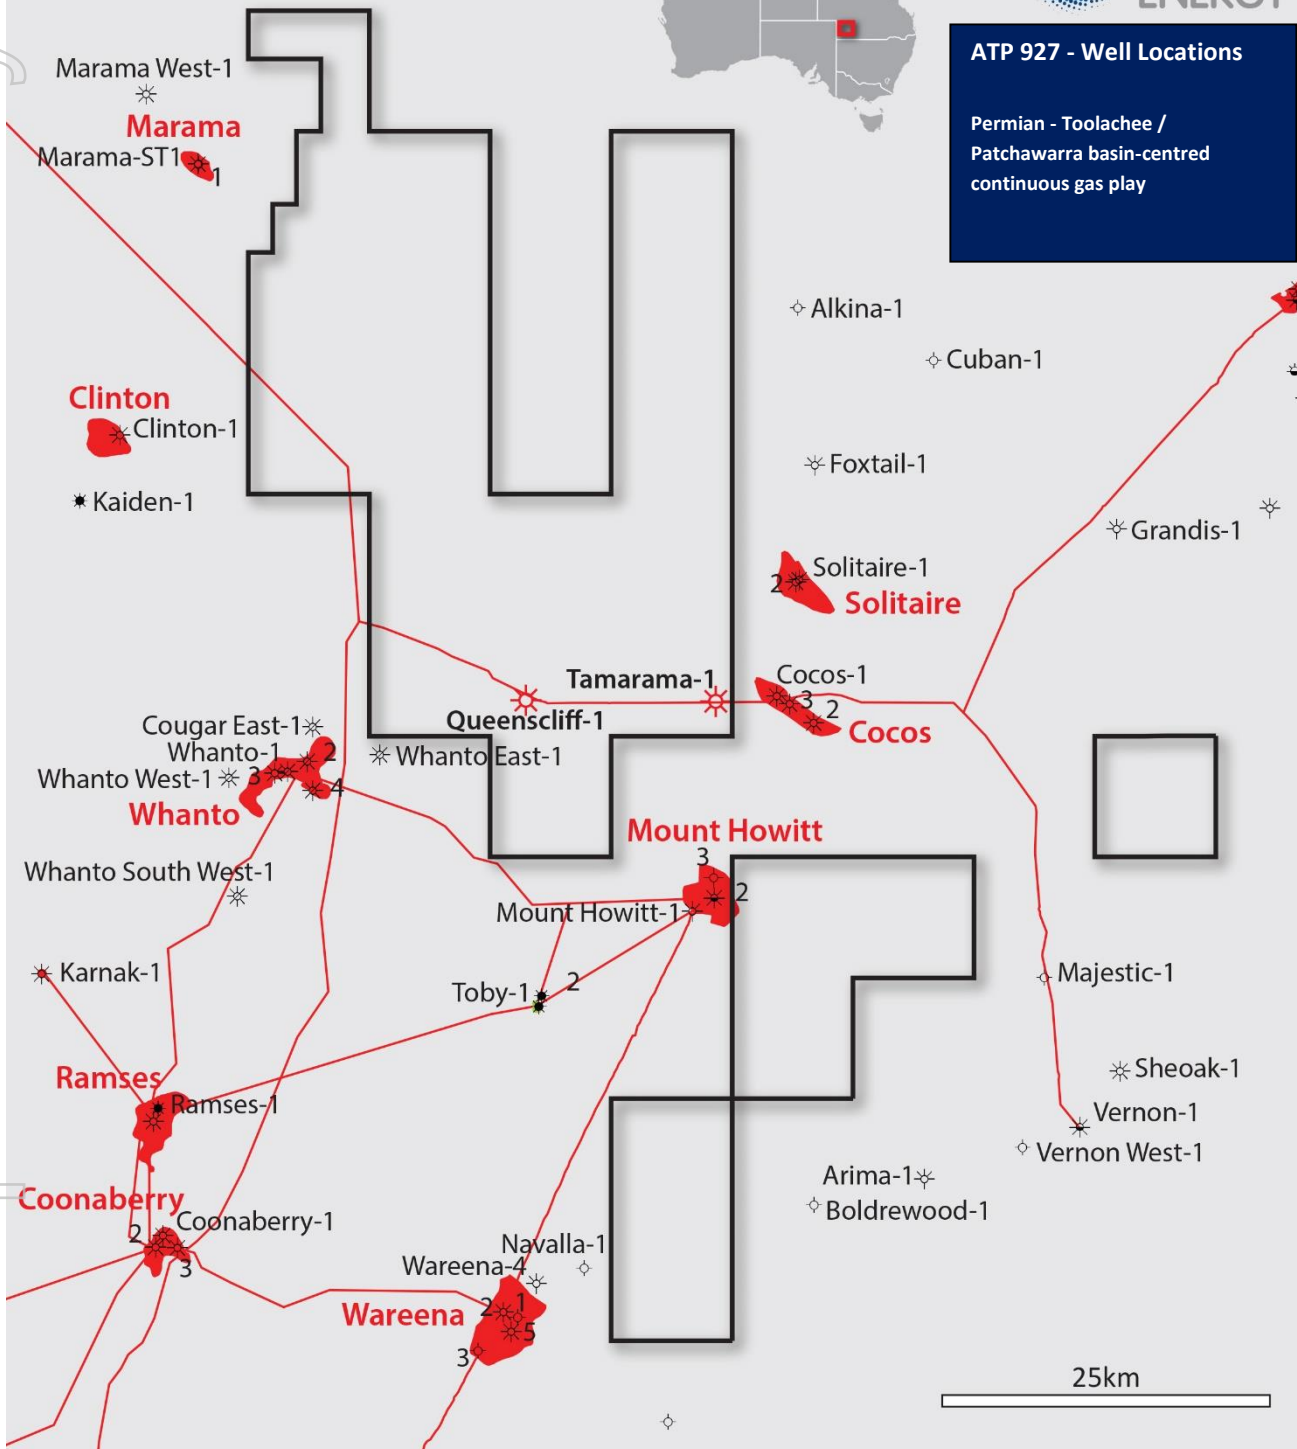 ENERGY
ATP 927 - Well Locations
Permian - Toolachee /
Patchawarra basin-centred
continuous gas play
Marama West-1
Marama
Marama-ST1
1
Alkina-1
Cuban-1
Clinton
Clinton-1
Kaiden-1
Foxtail-1
Grandis-1
Solitaire-1
2
Solitaire
Tamarama-1
Queenscliff-1
Cocos-1
3
2
Cocos
Cougar East-1
Whanto-1
2
Whanto West-1
3
4
Whanto
Whanto East-1
Mount Howitt
3
2
Mount Howitt-1
Whanto South West-1
Karnak-1
Toby-1
2
Majestic-1
Ramses
Ramses-1
Sheoak-1
Vernon-1
Vernon West-1
Arima-1
Boldrewood-1
Coonaberry
Coonaberry-1
2
3
Navalla-1
Wareena-4
Wareena
2
1
5
3
25km